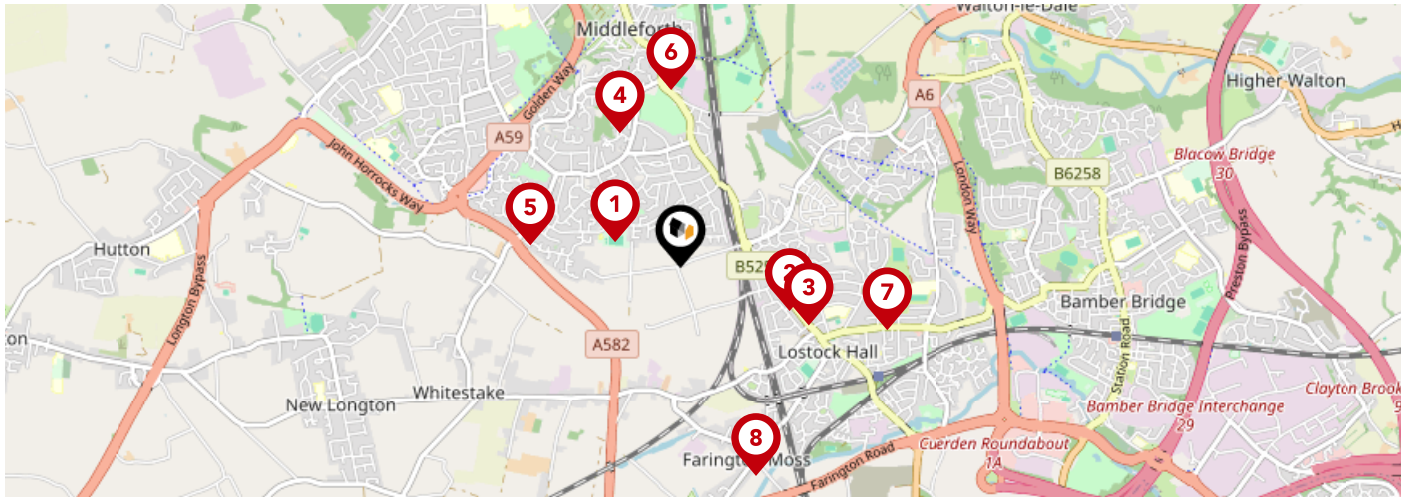 Walton-le-Dale
Middleforth
6
Higher Walton
4
A6
Golden Way
A59
John Horrocks Way
Blacow Bridge
30
B6258
London Way
5
1
Hutton
B52
2
3
7
Preston Bypass
Longton Bypass
Bamber Bridge
A582
Lostock Hall
Station Road
Whitestake
New Longton
Clayton Brook
9
Bamber Bridge Interchange
29
8
Farington Moss
Farington Road
Cuerden Roundabout
1A